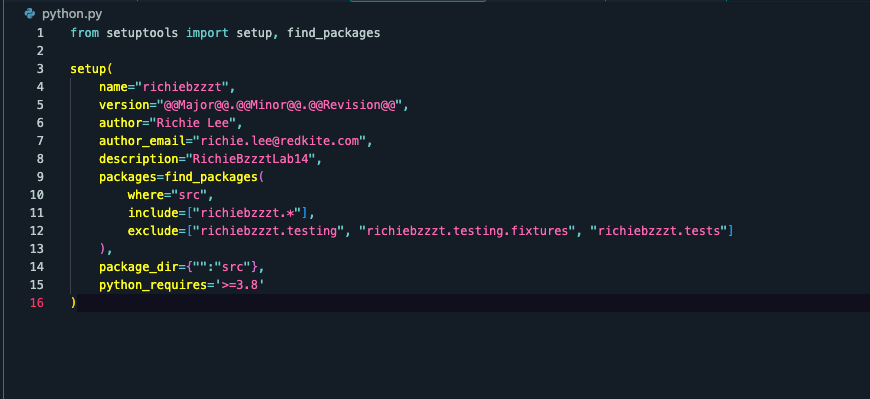 python.py
1 from setuptools import setup, find_packages
2
3 setup(
4     name="richiebzzzt",
5     version="@@Major@@.@@Minor@@.@@Revision@@",
6     author="Richie Lee",
7     author_email="richie.lee@redkite.com",
8     description="RichieBzzztLab14",
9     packages=find_packages(
10         where="src",
11         include=["richiebzzzt.*"],
12         exclude=["richiebzzzt.testing", "richiebzzzt.testing.fixtures", "richiebzzzt.tests"]
13     ),
14     package_dir={"":"src"},
15     python_requires='>=3.8'
16 )